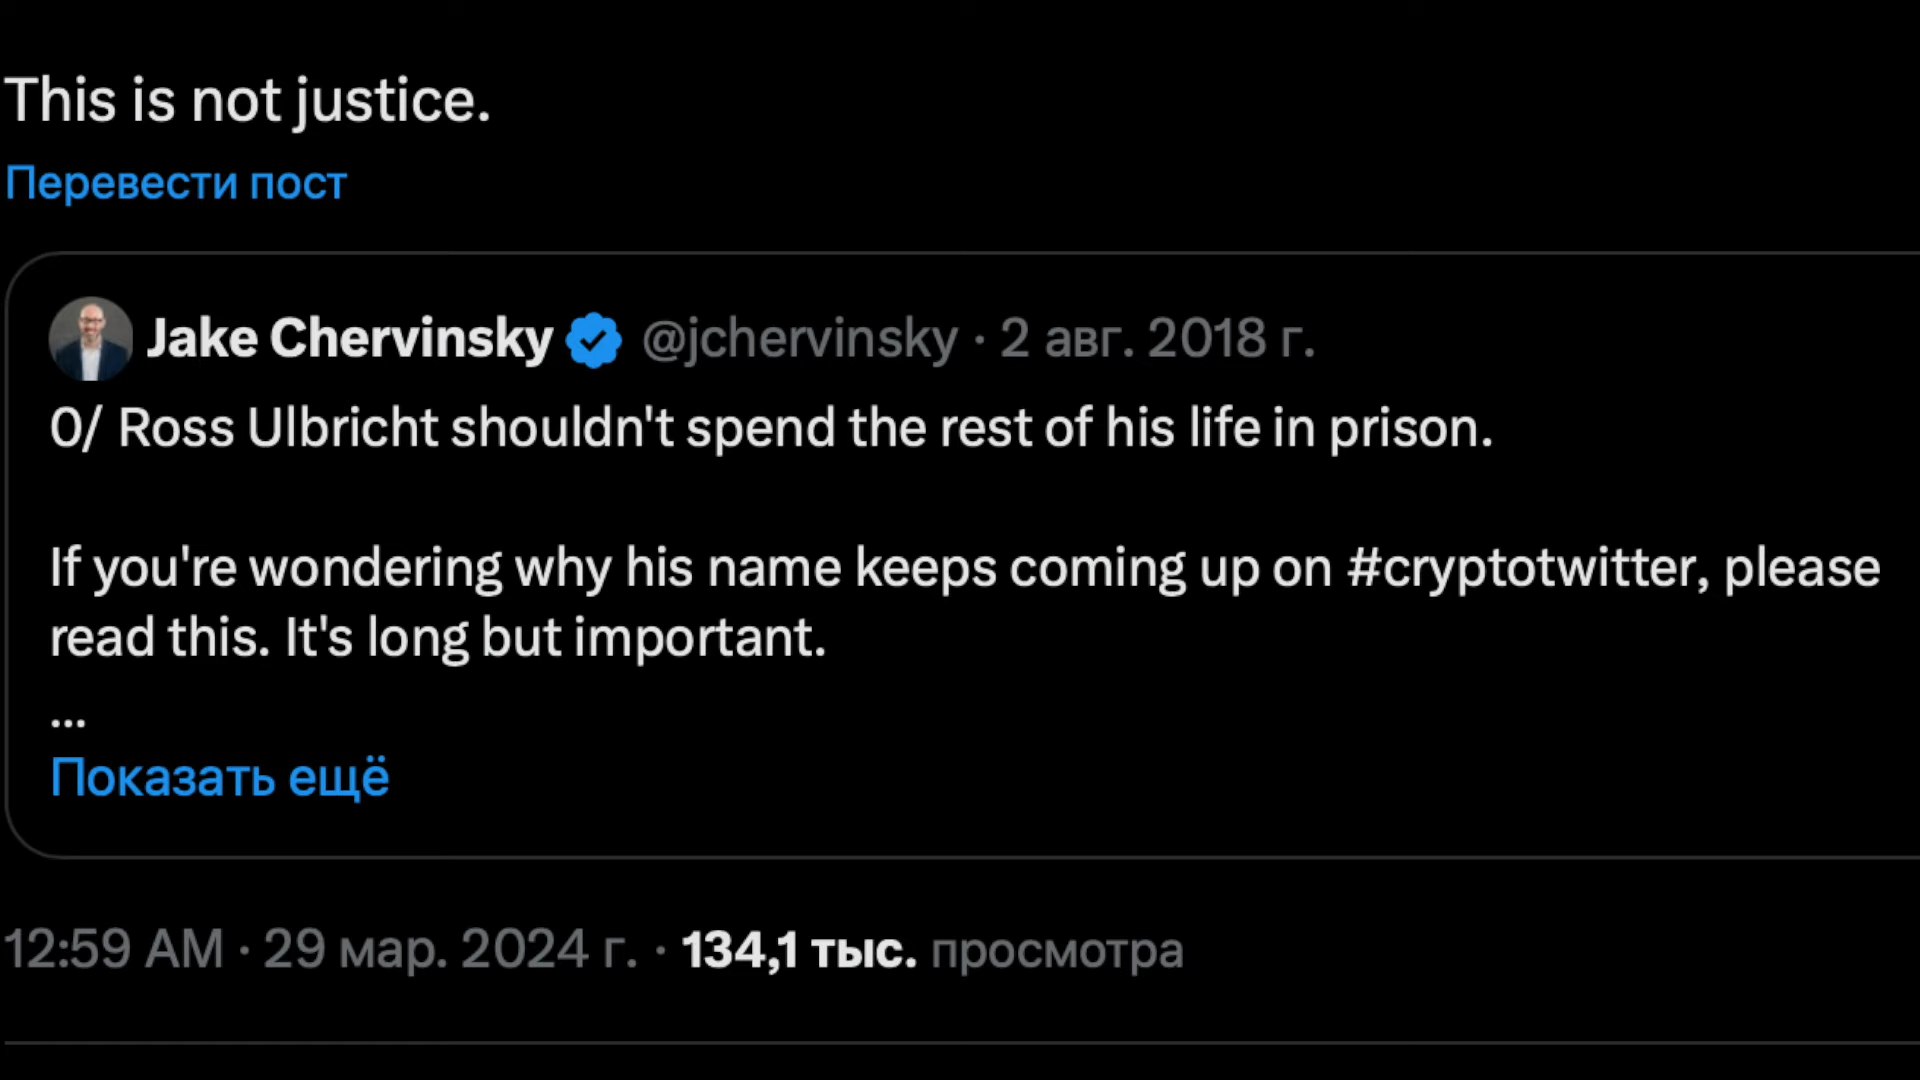 This is not justice.
Перевести пост
Jake Chervinsky @jchervinsky · 2 авг. 2018 г.
0/ Ross Ulbricht shouldn't spend the rest of his life in prison.
If you're wondering why his name keeps coming up on #cryptotwitter, please
read this. It's long but important.
...
Показать ещё
12:59 AM · 29 мар. 2024 г. · 134,1 тыс. просмотра